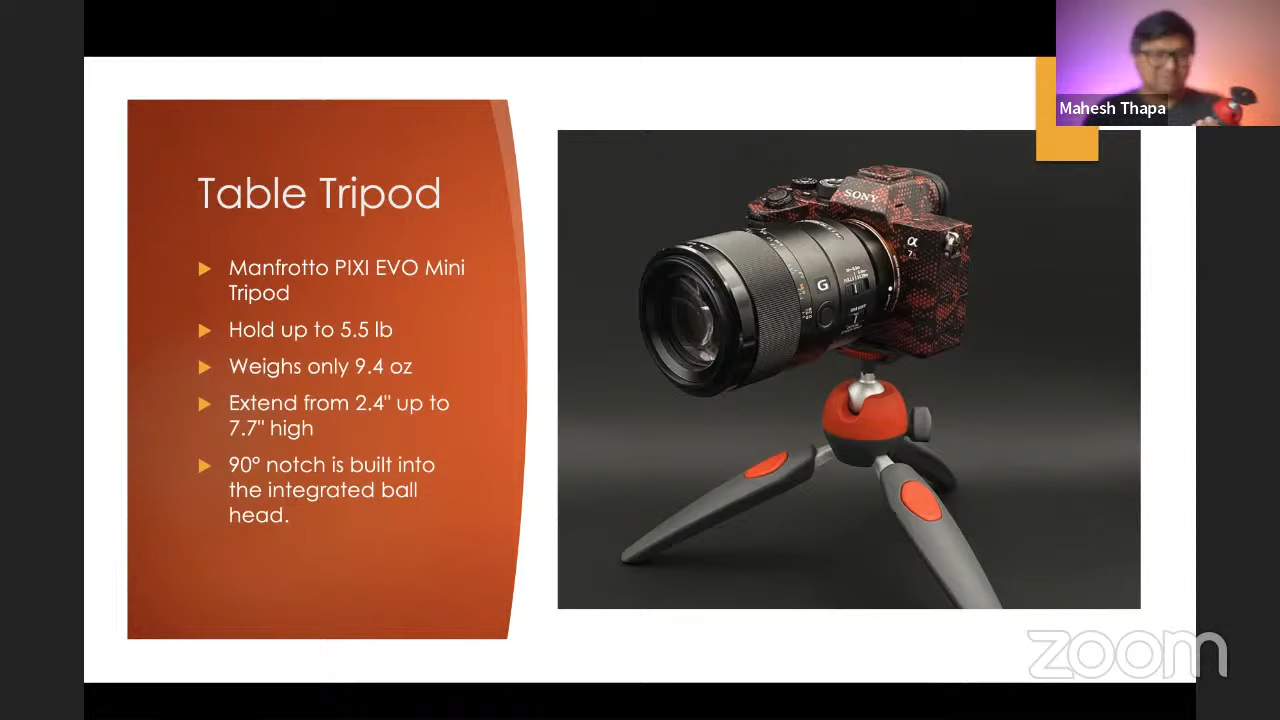 Mahesh Thapa
Table Tripod
Manfrotto PIXI EVO Mini
Tripod
Hold up to 5.5 lb
Weighs only 9.4 oz
Extend from 2.4" up to
7.7" high
90° notch is built into
the integrated ball
head.
SONY
α
7
G
zoom